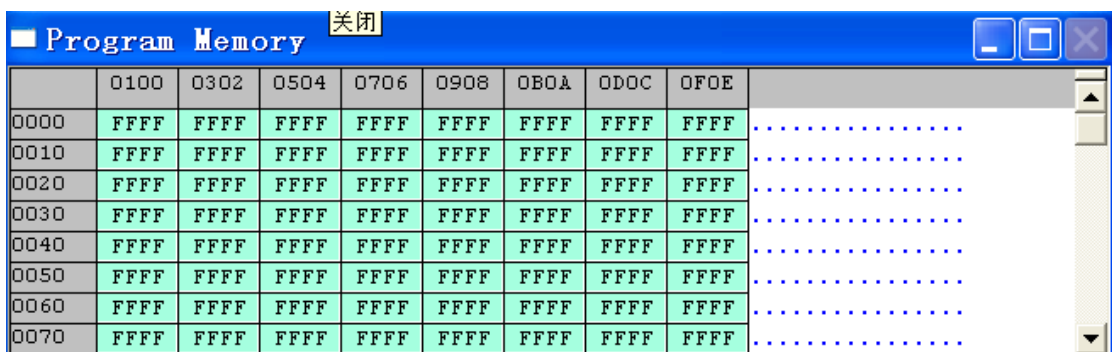 关闭
Program Memory
0100 0302 0504 0706 0908 0B0A 0D0C 0F0E
0000 FFFF FFFF FFFF FFFF FFFF FFFF FFFF FFFF ................
0010 FFFF FFFF FFFF FFFF FFFF FFFF FFFF FFFF ................
0020 FFFF FFFF FFFF FFFF FFFF FFFF FFFF FFFF ................
0030 FFFF FFFF FFFF FFFF FFFF FFFF FFFF FFFF ................
0040 FFFF FFFF FFFF FFFF FFFF FFFF FFFF FFFF ................
0050 FFFF FFFF FFFF FFFF FFFF FFFF FFFF FFFF ................
0060 FFFF FFFF FFFF FFFF FFFF FFFF FFFF FFFF ................
0070 FFFF FFFF FFFF FFFF FFFF FFFF FFFF FFFF ................